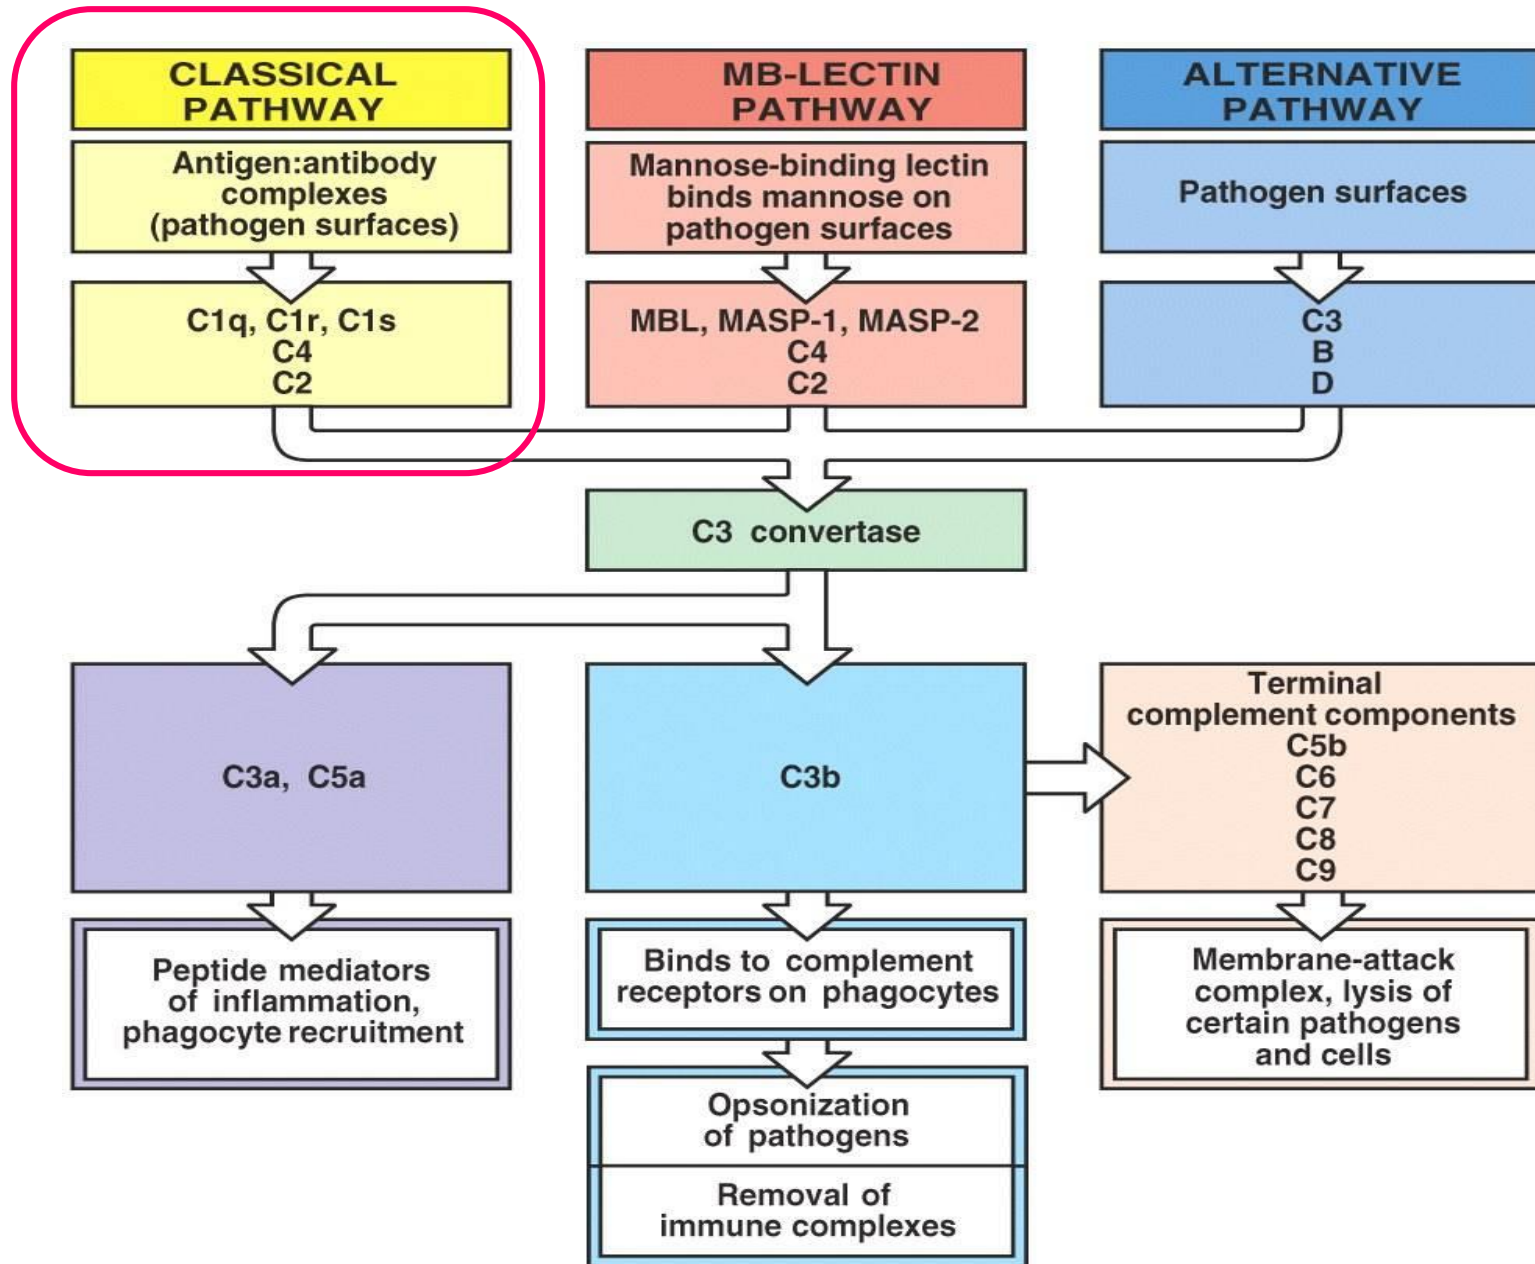 CLASSICAL
PATHWAY
Antigen:antibody
complexes
(pathogen surfaces)
C1q, C1r, C1s
C4
C2
MB-LECTIN
PATHWAY
Mannose-binding lectin
binds mannose on
pathogen surfaces
MBL, MASP-1, MASP-2
C4
C2
ALTERNATIVE
PATHWAY
Pathogen surfaces
C3
B
D
C3 convertase
C3a, C5a
Peptide mediators
of inflammation,
phagocyte recruitment
C3b
Binds to complement
receptors on phagocytes
Opsonization
of pathogens
Removal of
immune complexes
Terminal
complement components
C5b
C6
C7
C8
C9
Membrane-attack
complex, lysis of
certain pathogens
and cells